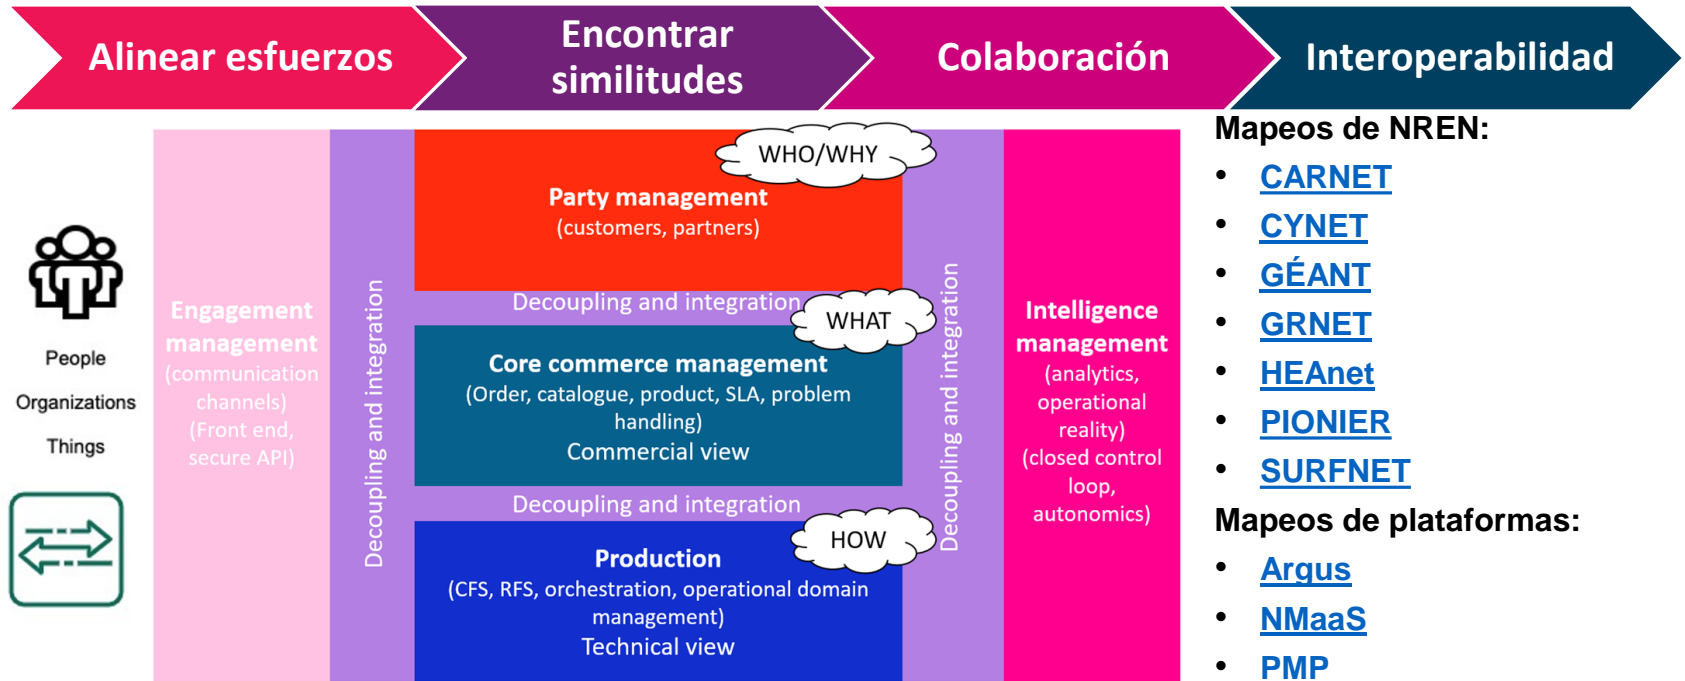 Alinear esfuerzos
Encontrar
similitudes
Colaboración
Interoperabilidad
People
Organizations
Things
Engagement
management
(communication
channels)
(Front end,
secure API)
Decoupling and integration
WHO/WHY
Party management
(customers, partners)
Decoupling and integration
WHAT
Core commerce management
(Order, catalogue, product, SLA, problem
handling)
Commercial view
Decoupling and integration
HOW
Production
(CFS, RFS, orchestration, operational domain
management)
Technical view
Decoupling and integration
Intelligence
management
(analytics,
operational
reality)
(closed control
loop,
autonomics)
Mapeos de NREN:
• CARNET
• CYNET
• GÉANT
• GRNET
• HEAnet
• PIONIER
• SURFNET
Mapeos de plataformas:
• Argus
• NMaaS
• PMP